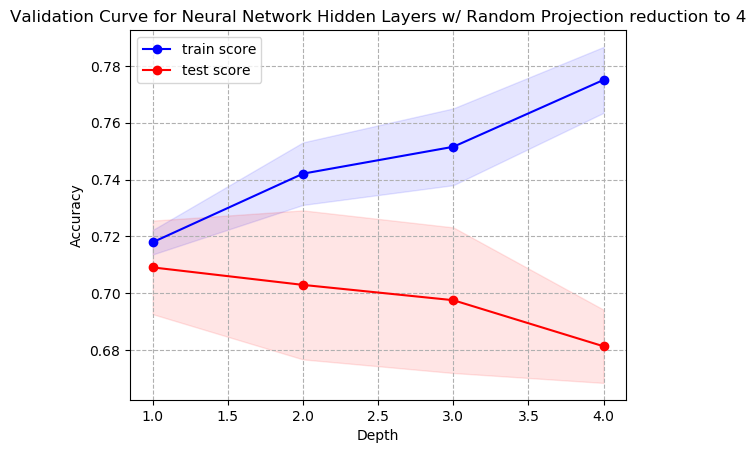 Validation Curve for Neural Network Hidden Layers w/ Random Projection reduction to 4
train score
test score
0.78
0.76
0.74
0.72
0.70
0.68
Accuracy
1.0 1.5 2.0 2.5 3.0 3.5 4.0
Depth